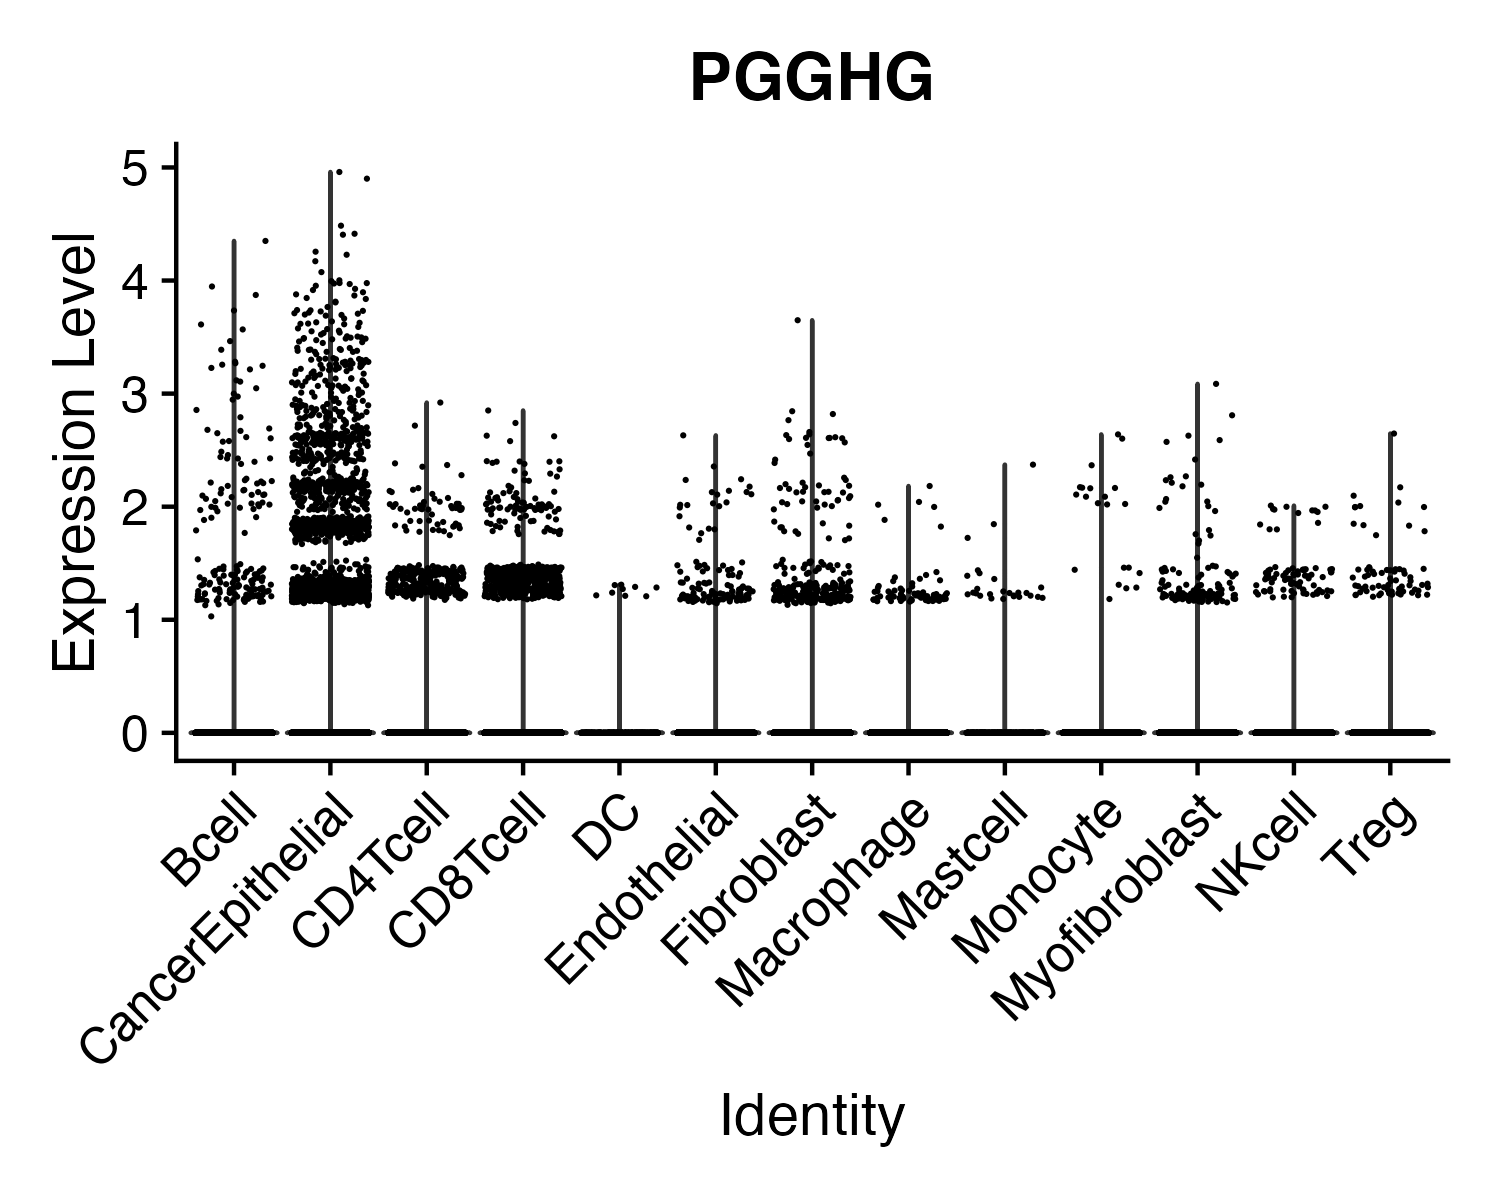 PGGHG
Expression Level
5
4
3
2
1
0
Bcell
CancerEpithelial
CD4Tcell
CD8Tcell
DC
Endothelial
Fibroblast
Macrophage
Mastcell
Monocyte
Myofibroblast
NKcell
Treg
Identity